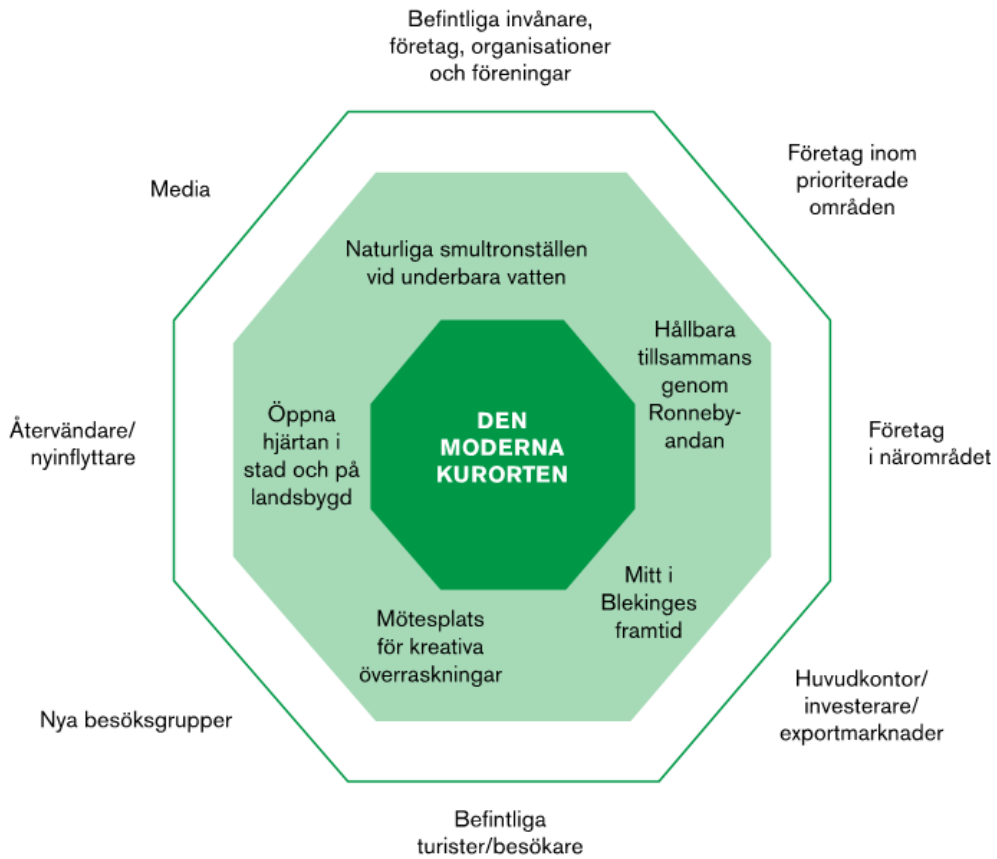 Befintliga invånare,
företag, organisationer
och föreningar
Företag inom
prioriterade
områden
Media
Naturliga smultronställen
vid underbara vatten
Hållbara
tillsammans
genom
Ronneby-
andan
Öppna
hjärtan i
stad och på
landsbygd
DEN
MODERNA
KURORTEN
Återvändare/
nyinflyttare
Företag
i närområdet
Mitt i
Blekinges
framtid
Mötesplats
för kreativa
överraskningar
Huvudkontor/
investerare/
exportmarknader
Nya besöksgrupper
Befintliga
turister/besökare